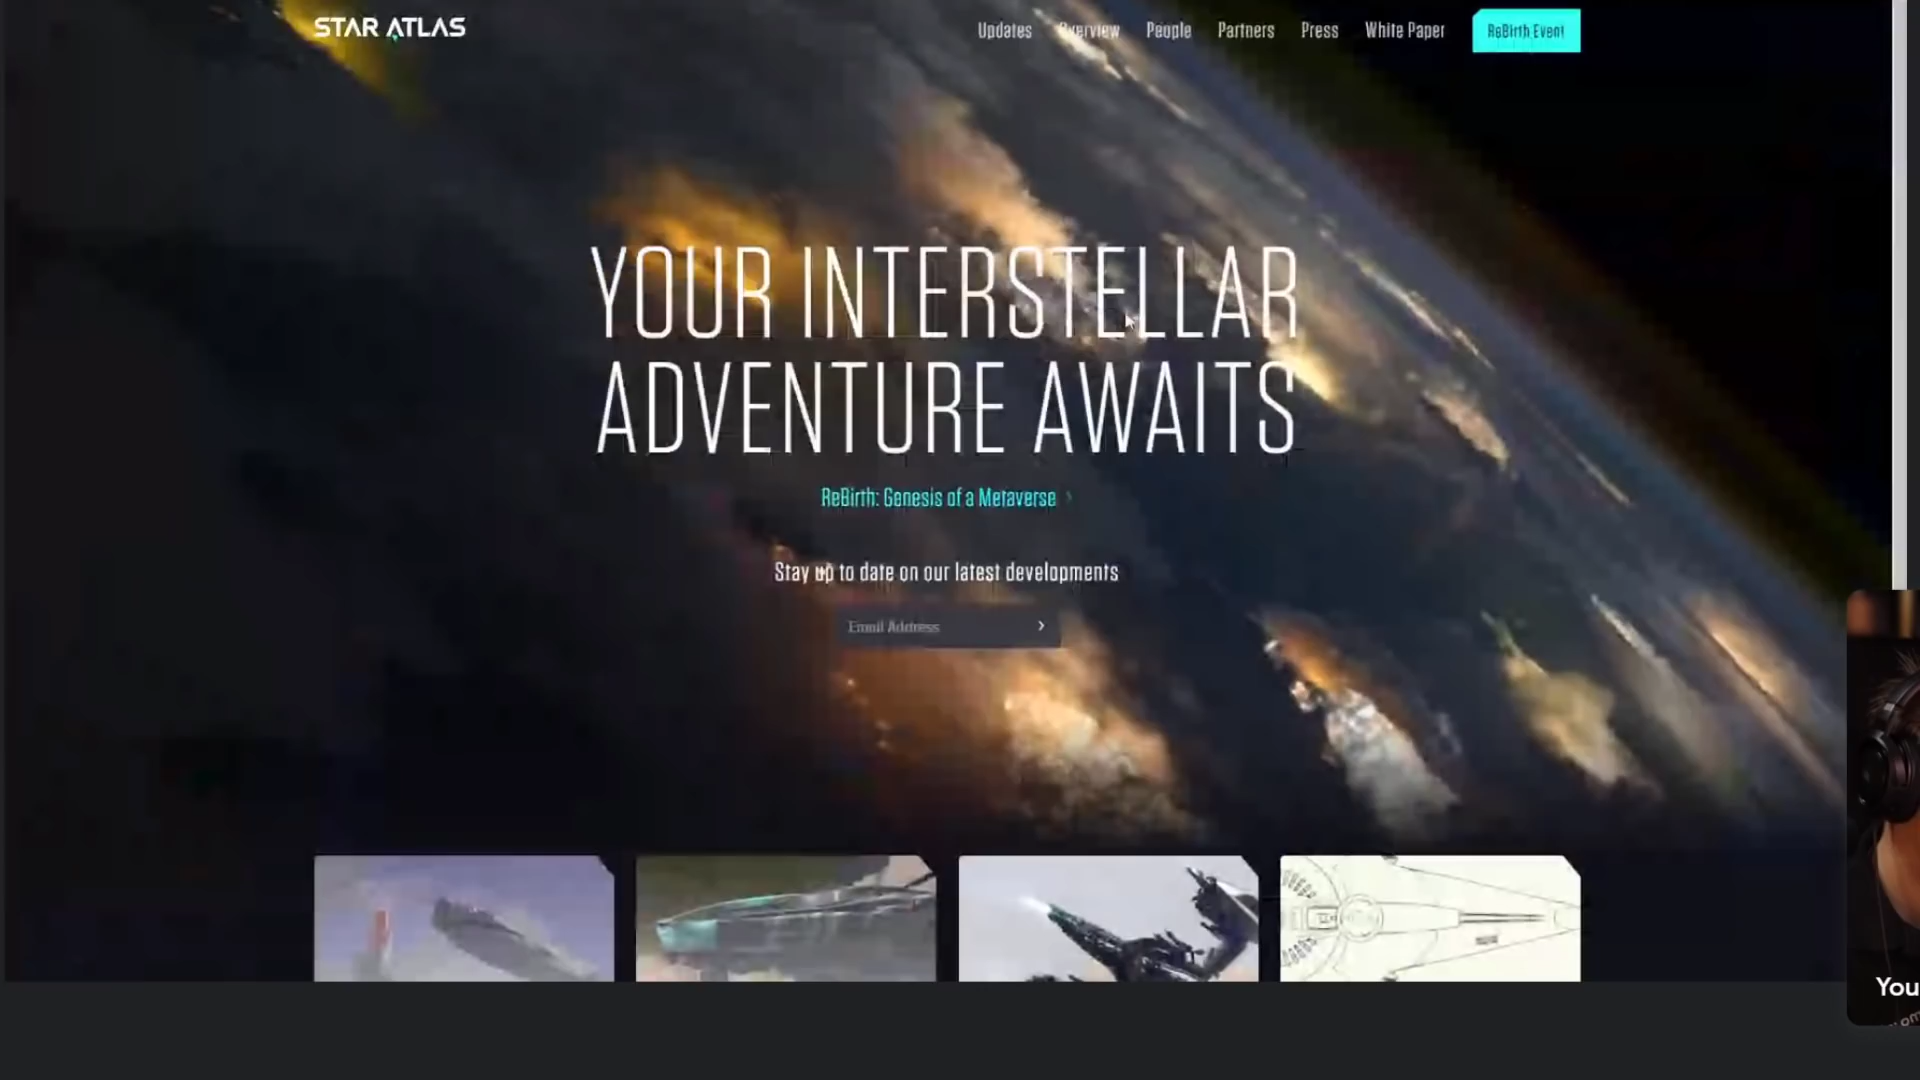 STAR ATLAS
Updates Overview People Partners Press White Paper ReBirth Event
YOUR INTERSTELLAR
ADVENTURE AWAITS
ReBirth: Genesis of a Metaverse
Stay up to date on our latest developments
Email Address
You